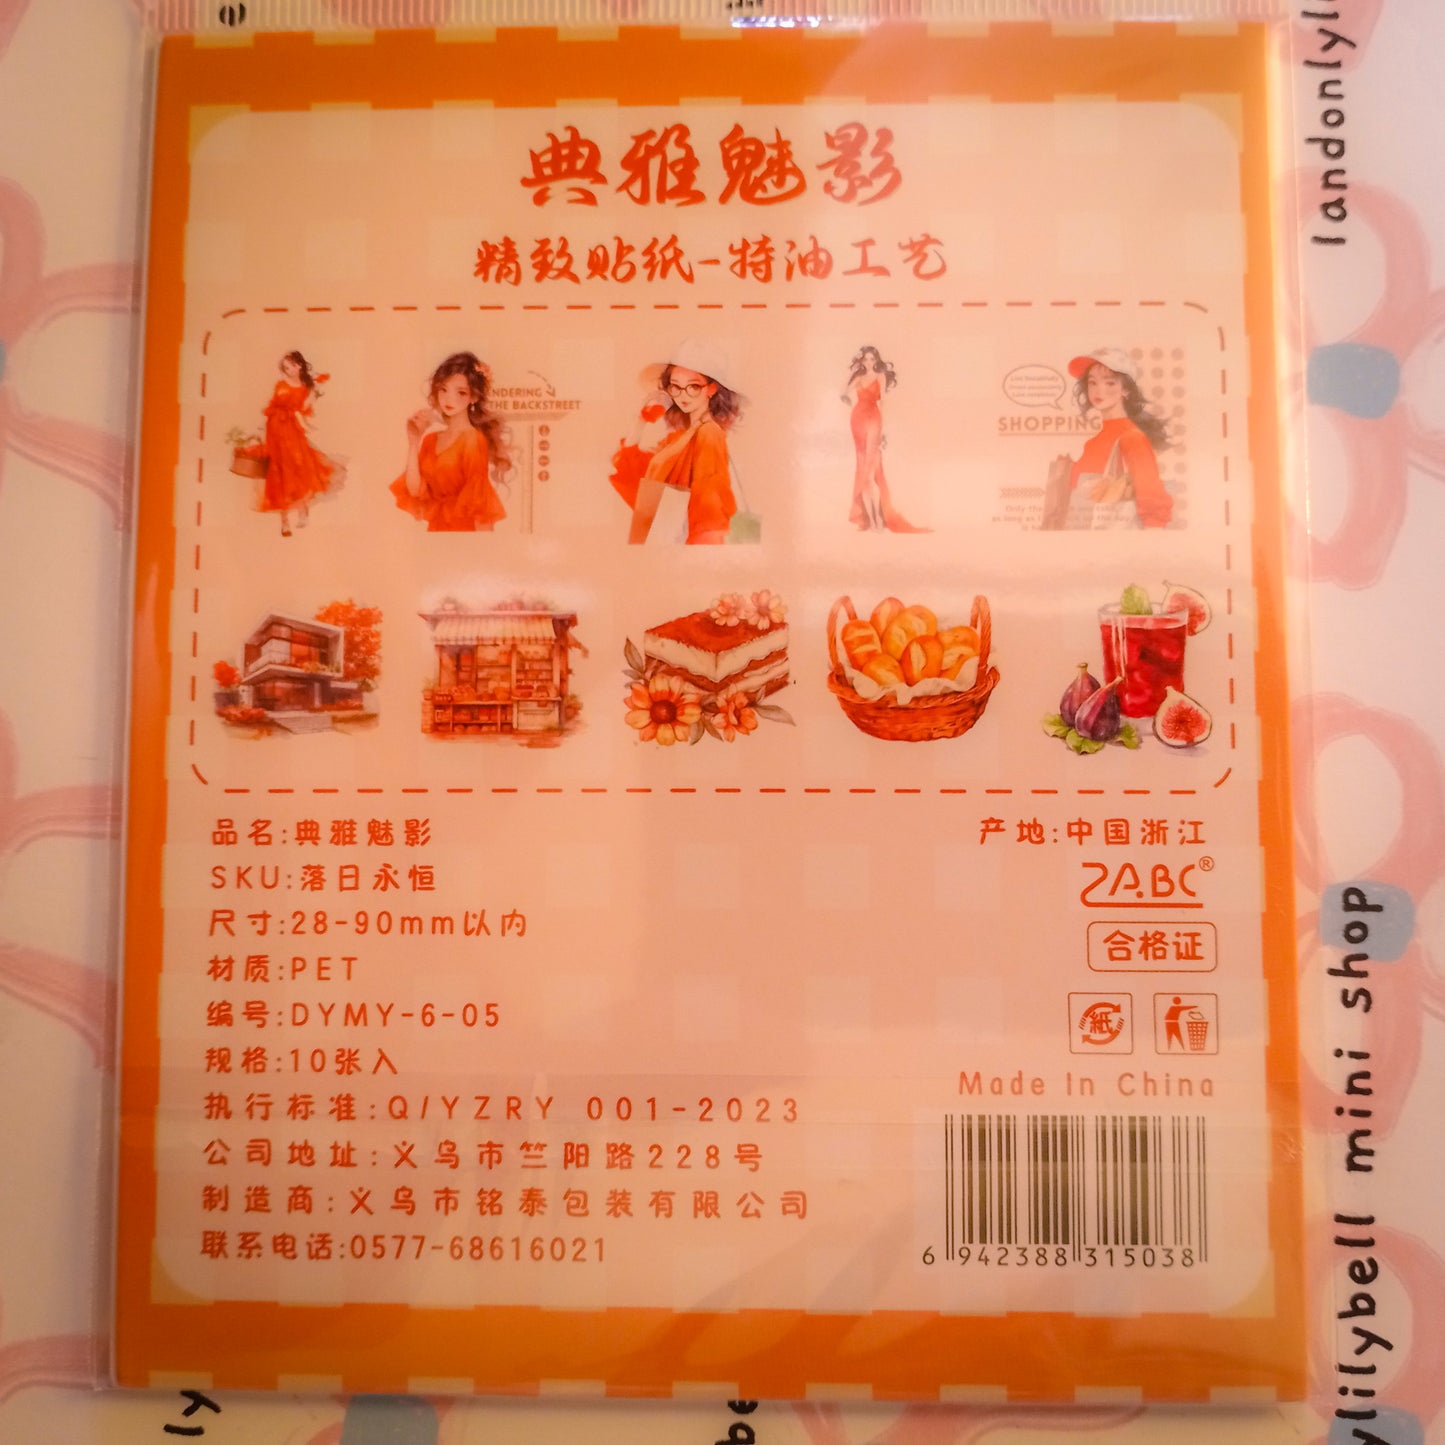 典雅魅影
精致贴纸-特油工艺
NDERING
THE BACKSTREET
SHOPPING
品名:典雅魅影
SKU:落日永恒
尺寸:28-90mm以内
材质:PET
编号:DYMY-6-05
规格:10张入
执行标准:Q/YZRY 001-2023
公司地址:义乌市竺阳路228号
制造商:义乌市铭泰包装有限公司
联系电话:0577-68616021
产地:中国浙江
ZABC®
合格证
紙
Made In China
6 942388 315038
landonlyli
lilybell mini shop
ly
be